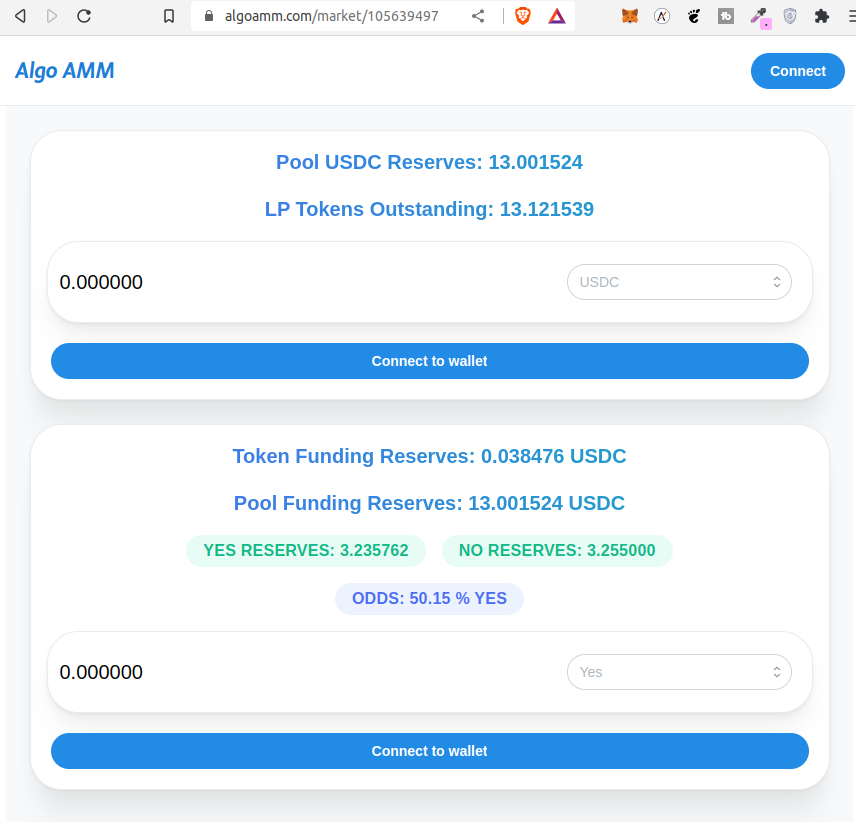 algoamm.com/market/105639497
Algo AMM
Connect
Pool USDC Reserves: 13.001524
LP Tokens Outstanding: 13.121539
0.000000
USDC
Connect to wallet
Token Funding Reserves: 0.038476 USDC
Pool Funding Reserves: 13.001524 USDC
YES RESERVES: 3.235762
NO RESERVES: 3.255000
ODDS: 50.15 % YES
0.000000
Yes
Connect to wallet